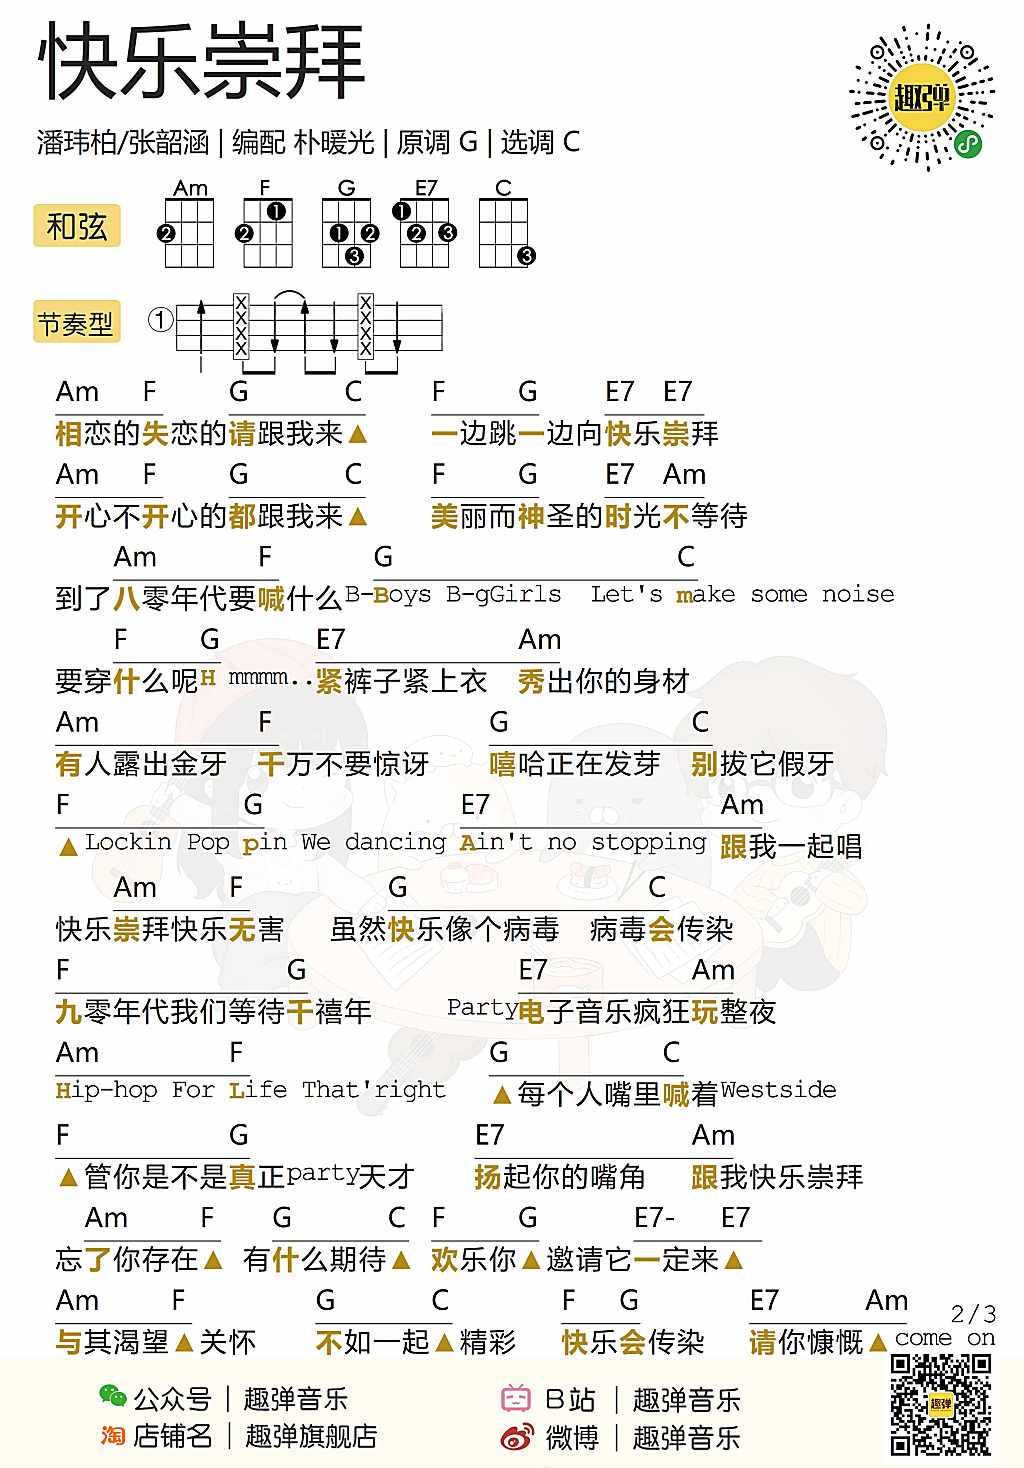 快乐崇拜
趣弹
潘玮柏/张韶涵 | 编配 朴暖光 | 原调 G | 选调 C
和弦 Am F G E7 C
2 1 2 1 2 3 1 2 3 3
节奏型 ① X X X X X X X X
Am F G C F G E7 E7
相恋的失恋的请跟我来▲ 一边跳一边向快乐崇拜
Am F G C F G E7 Am
开心不开心的都跟我来▲ 美丽而神圣的时光不等待
Am F G C
到了八零年代要喊什么B-Boys B-gGirls Let's make some noise
F G E7 Am
要穿什么呢H mmmm..紧裤子紧上衣 秀出你的身材
Am F G C
有人露出金牙 千万不要惊讶 嘻哈正在发芽 别拔它假牙
F G E7 Am
▲Lockin Pop pin We dancing Ain't no stopping 跟我一起唱
Am F G C
快乐崇拜快乐无害 虽然快乐像个病毒 病毒会传染
F G E7 Am
九零年代我们等待千禧年 Party电子音乐疯狂玩整夜
Am F G C
Hip-hop For Life That'right ▲每个人嘴里喊着Westside
F G E7 Am
▲管你是不是真正party天才 扬起你的嘴角 跟我快乐崇拜
Am F G C F G E7- E7
忘了你存在▲ 有什么期待▲ 欢乐你▲邀请它一定来▲
Am F G C F G E7 Am
与其渴望▲关怀 不如一起▲精彩 快乐会传染 请你慷慨▲come on
2/3
公众号 | 趣弹音乐 B站 | 趣弹音乐
淘 店铺名 | 趣弹旗舰店 微博 | 趣弹音乐
趣弹